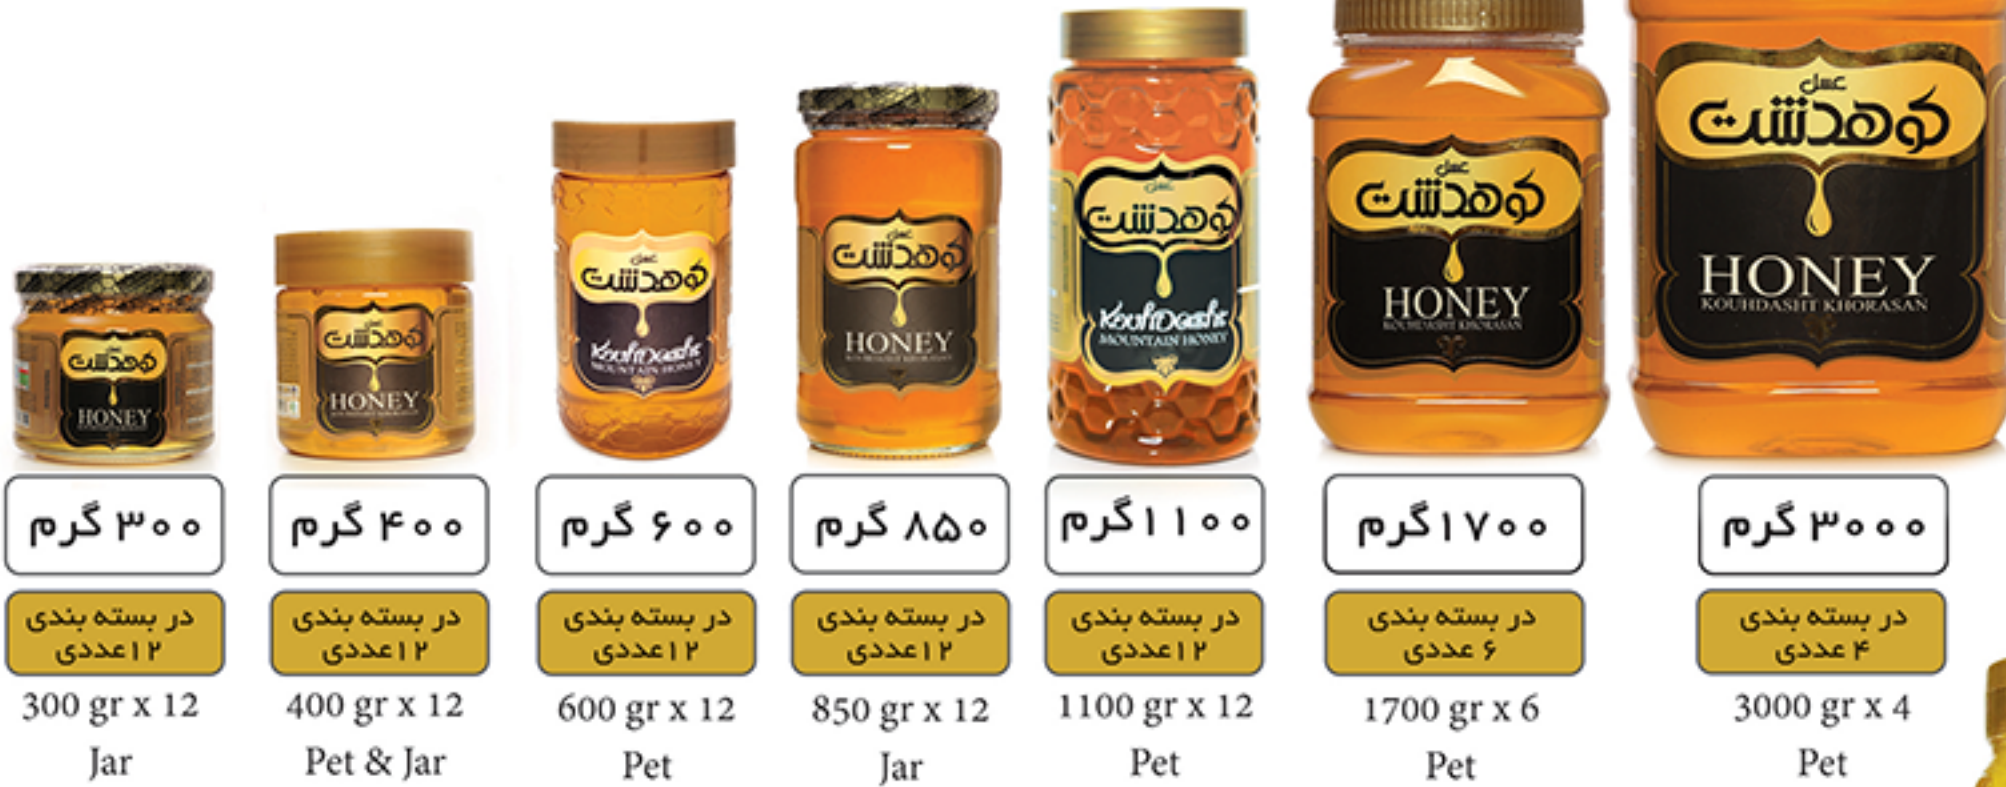 عسل
کوهدشت
HONEY
عسل
کوهدشت
HONEY
عسل
کوهدشت
KouhDasht
MOUNTAIN HONEY
عسل
کوهدشت
HONEY
عسل
کوهدشت
KouhDasht
MOUNTAIN HONEY
عسل
کوهدشت
HONEY
KOUHDASHT KHORASAN
عسل
کوهدشت
HONEY
KOUHDASHT KHORASAN
۳۰۰ گرم
۴۰۰ گرم
۶۰۰ گرم
۸۵۰ گرم
۱۱۰۰گرم
۱۷۰۰گرم
۳۰۰۰ گرم
در بسته بندی
۱۲عددی
در بسته بندی
۱۲عددی
در بسته بندی
۱۲عددی
در بسته بندی
۱۲عددی
در بسته بندی
۱۲عددی
در بسته بندی
۶ عددی
در بسته بندی
۴ عددی
300 gr x 12
Jar
400 gr x 12
Pet & Jar
600 gr x 12
Pet
850 gr x 12
Jar
1100 gr x 12
Pet
1700 gr x 6
Pet
3000 gr x 4
Pet